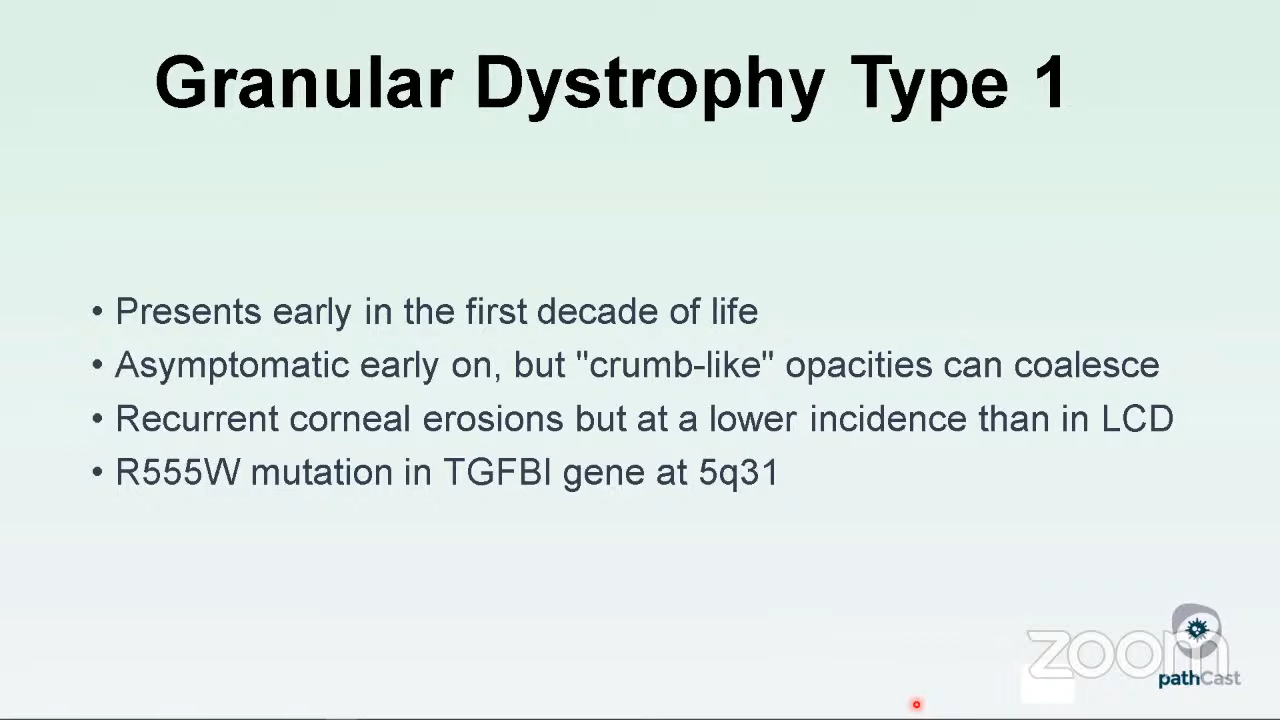 Granular Dystrophy Type 1
• Presents early in the first decade of life
• Asymptomatic early on, but "crumb-like" opacities can coalesce
• Recurrent corneal erosions but at a lower incidence than in LCD
• R555W mutation in TGFBI gene at 5q31
zoom
pathCast